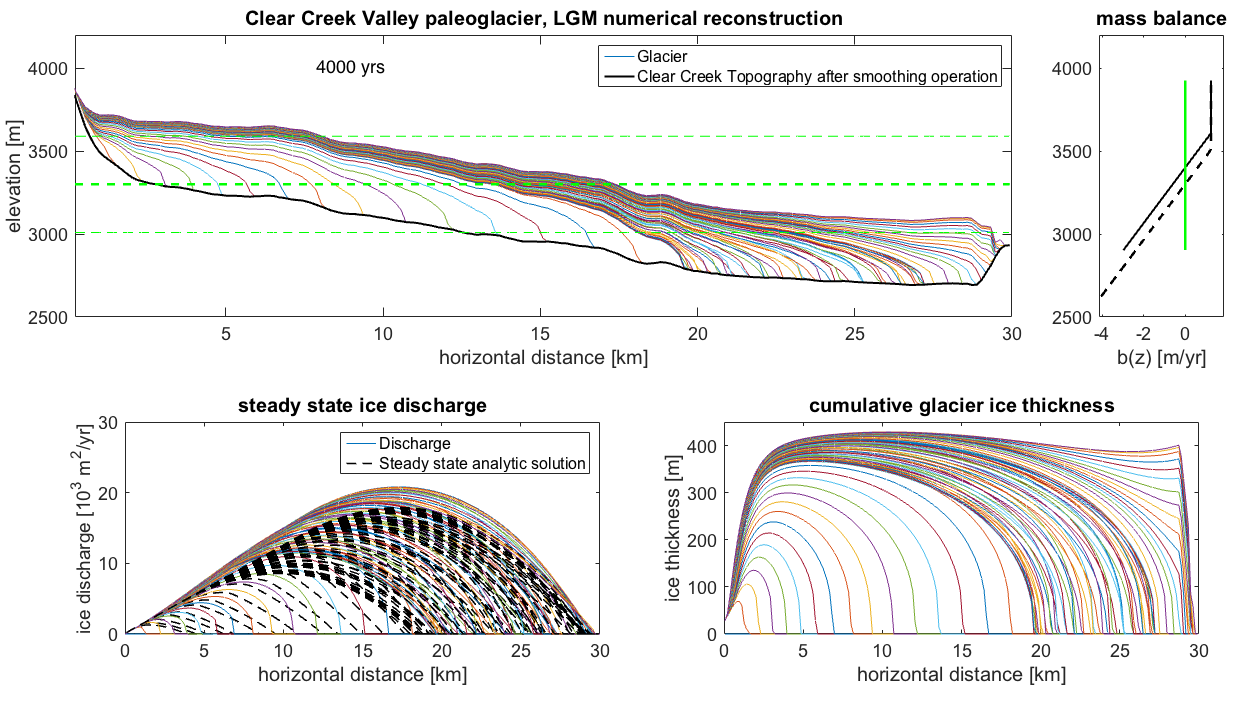 Clear Creek Valley paleoglacier, LGM numerical reconstruction
4000 yrs
Glacier
Clear Creek Topography after smoothing operation
elevation [m]
4000
3500
3000
2500
5
10
15
20
25
30
horizontal distance [km]
mass balance
4000
3500
3000
2500
-4
-2
0
b(z) [m/yr]
steady state ice discharge
Discharge
Steady state analytic solution
ice discharge [10³ m²/yr]
30
20
10
0
0
5
10
15
20
25
30
horizontal distance [km]
cumulative glacier ice thickness
ice thickness [m]
400
300
200
100
0
0
5
10
15
20
25
30
horizontal distance [km]